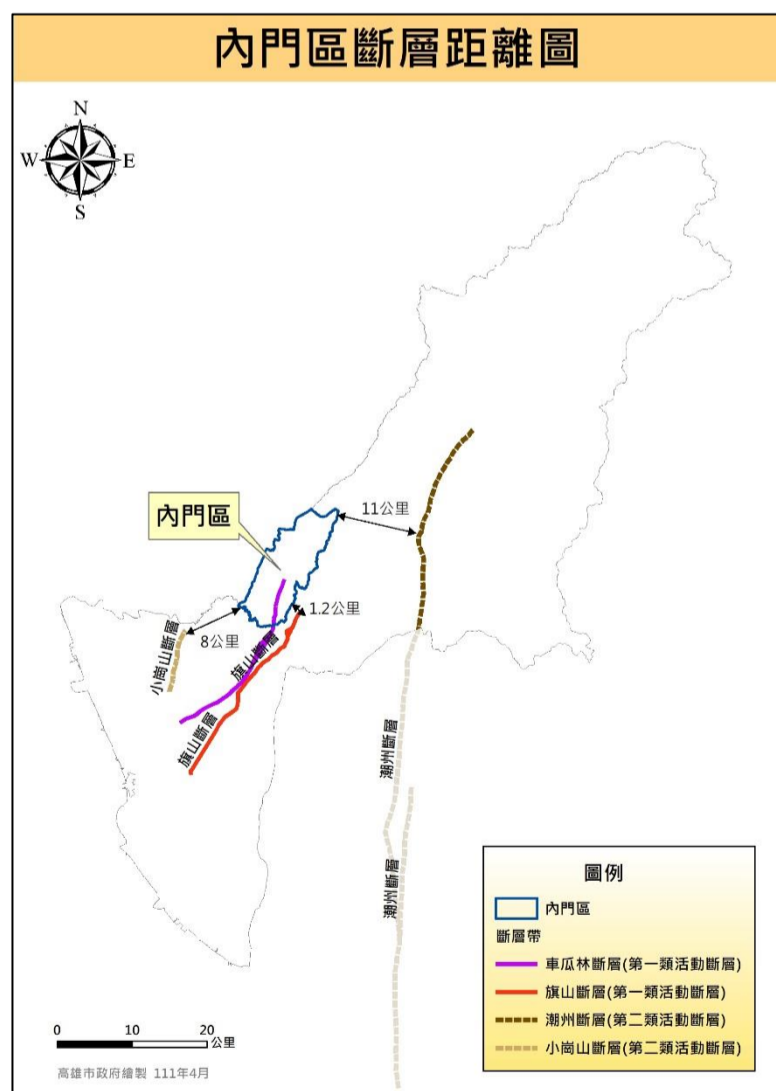 內門區斷層距離圖
N
W
E
S
11公里
內門區
1.2公里
8公里
小崗山斷層
旗山斷層
旗山斷層
潮州斷層
潮州斷層
圖例
內門區
斷層帶
車瓜林斷層(第一類活動斷層)
旗山斷層(第一類活動斷層)
潮州斷層(第二類活動斷層)
小崗山斷層(第二類活動斷層)
0 10 20
公里
高雄市政府繪製 111年4月